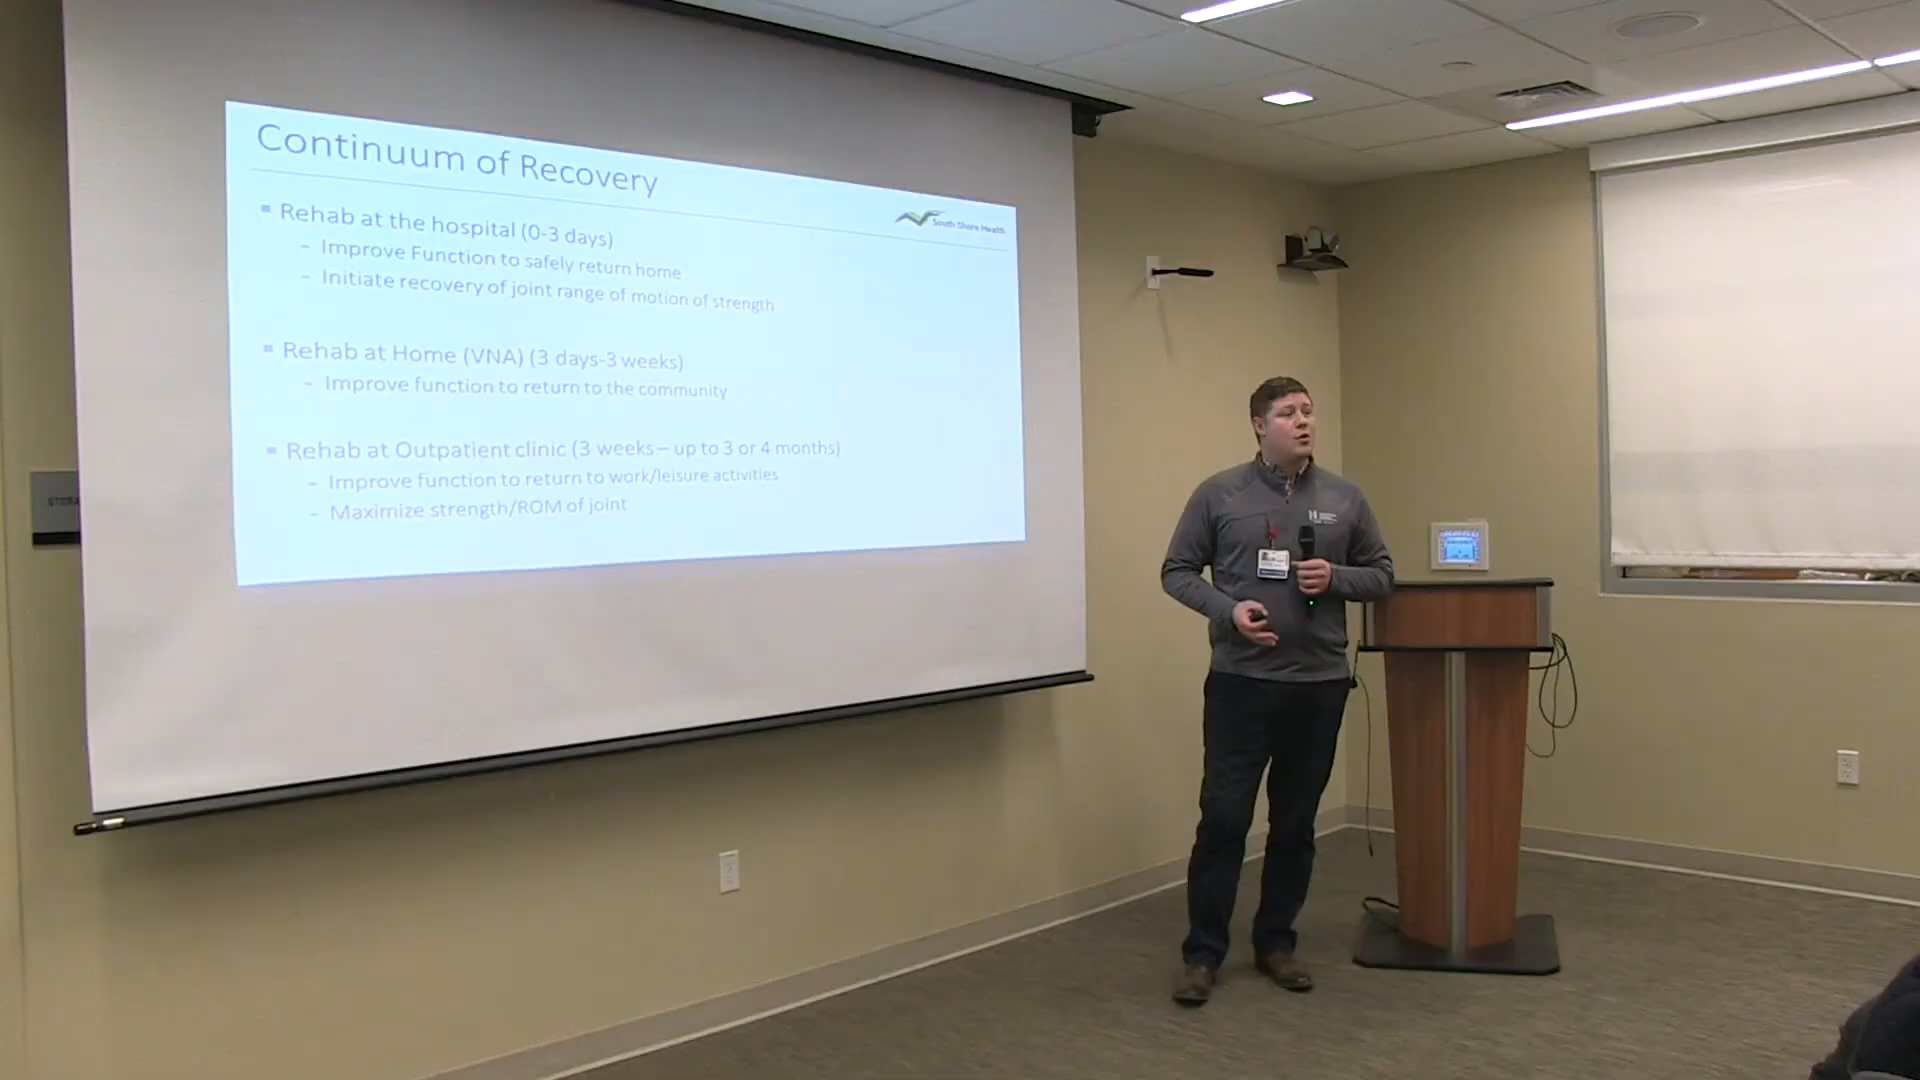 Continuum of Recovery
South Shore Health
▪ Rehab at the hospital (0-3 days)
- Improve Function to safely return home
- Initiate recovery of joint range of motion of strength
▪ Rehab at Home (VNA) (3 days-3 weeks)
- Improve function to return to the community
▪ Rehab at Outpatient clinic (3 weeks – up to 3 or 4 months)
- Improve function to return to work/leisure activities
- Maximize strength/ROM of joint